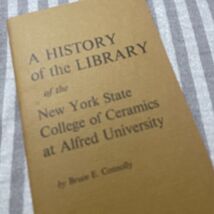 A HISTORY
of the LIBRARY
of the
New York State
College of Ceramics
at Alfred University
by Bruce E. Connolly